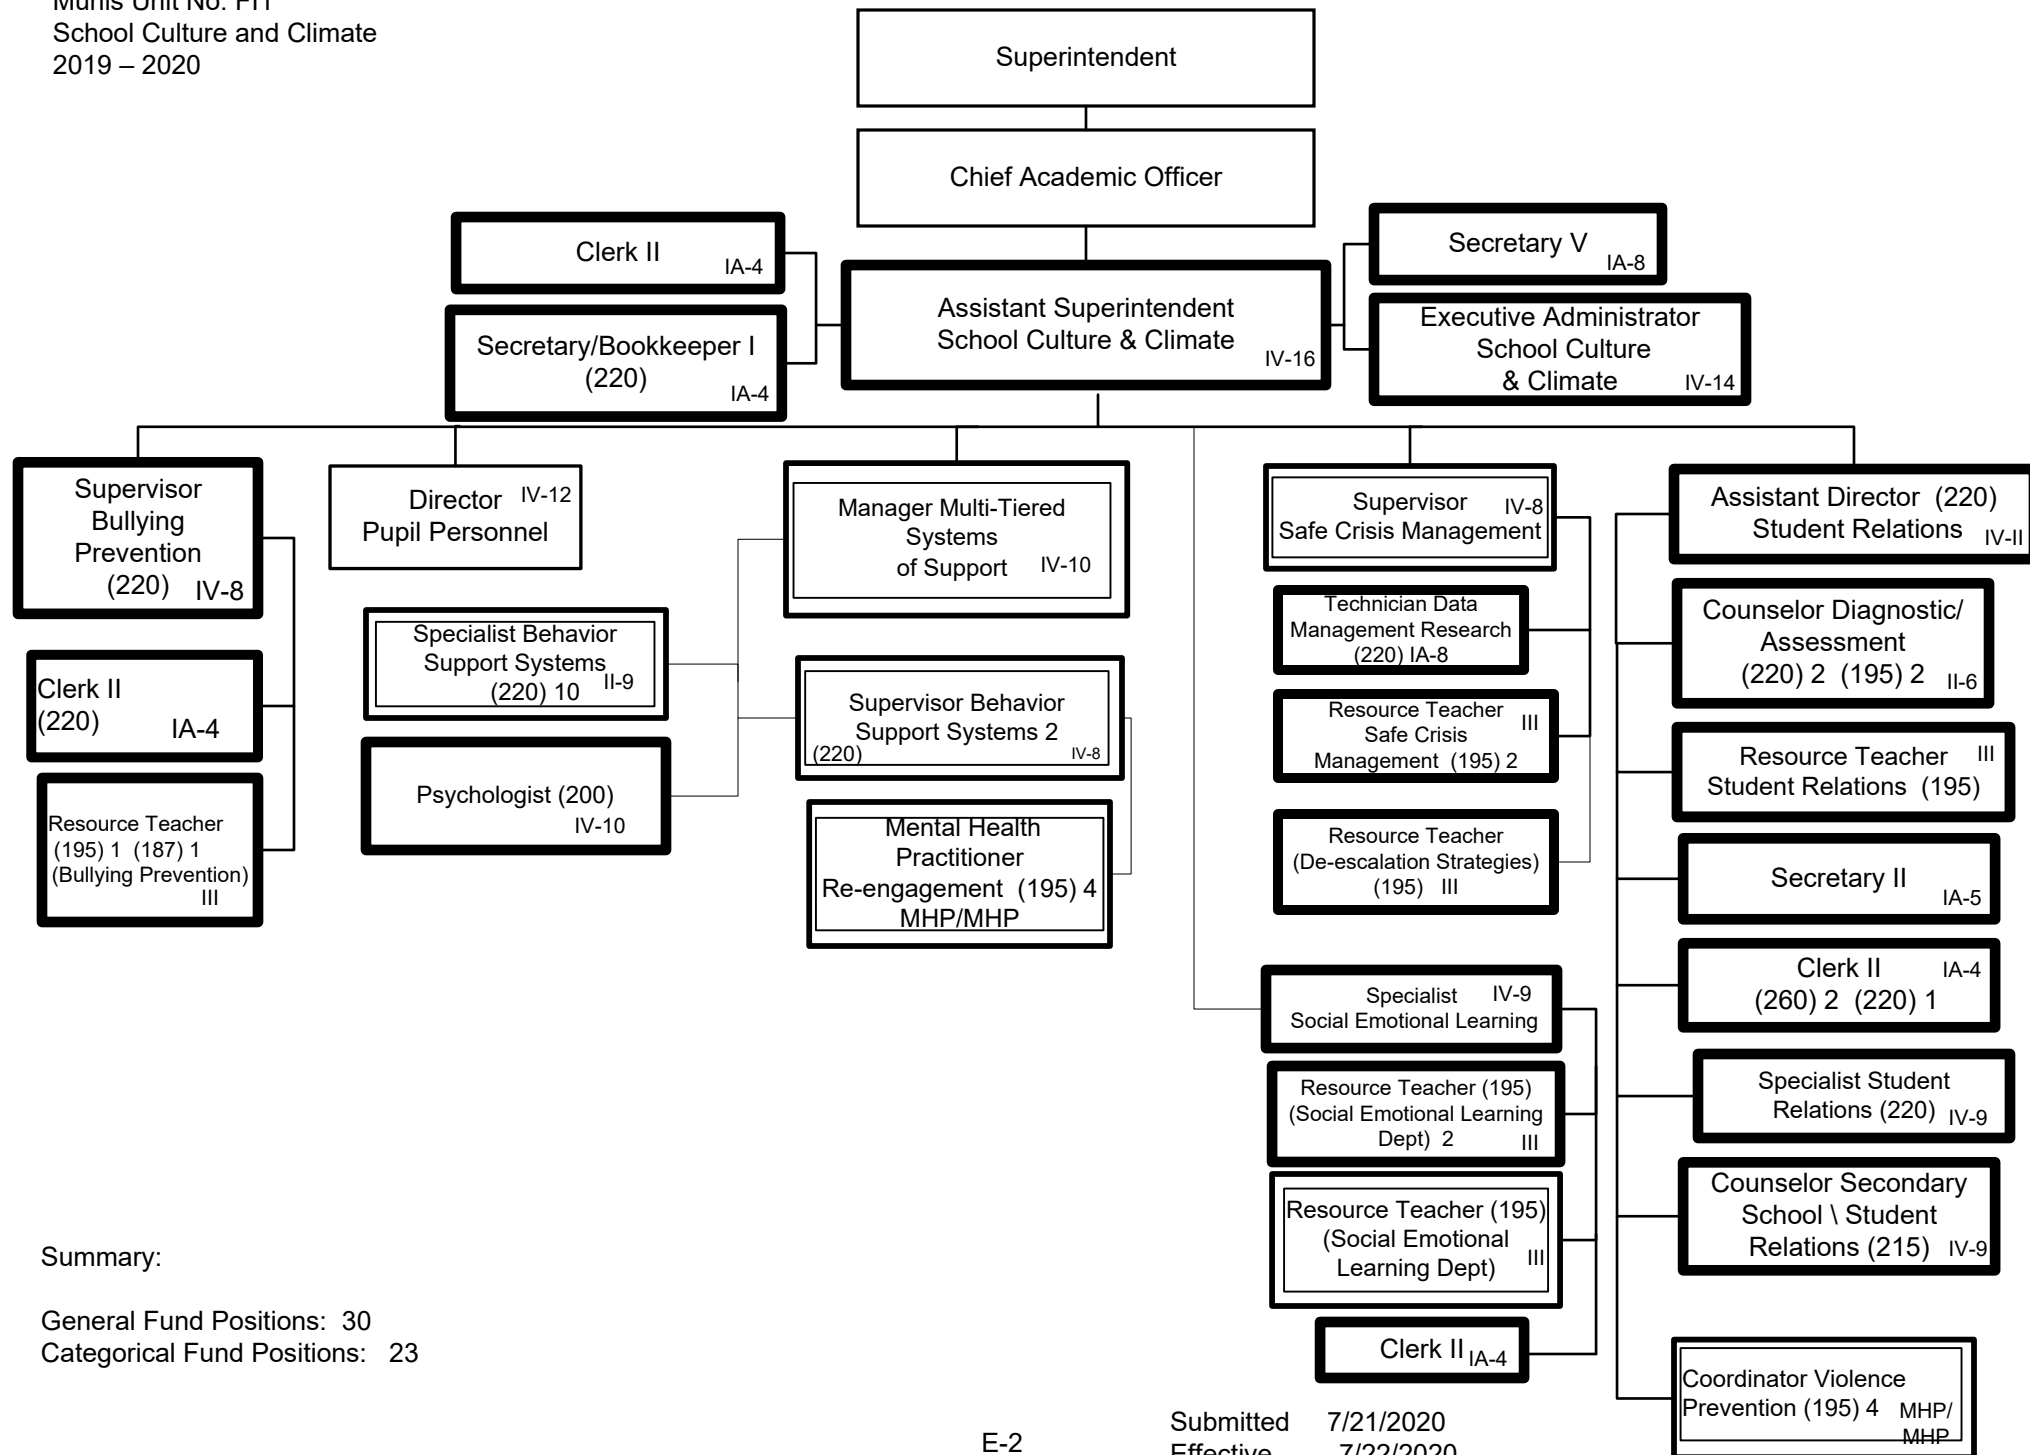 School Culture and Climate
2019 – 2020
Superintendent
Chief Academic Officer
Clerk II
IA-4
Secretary/Bookkeeper I
(220)
IA-4
Assistant Superintendent
School Culture & Climate
IV-16
Secretary V
IA-8
Executive Administrator
School Culture
& Climate IV-14
Supervisor
Bullying
Prevention
(220) IV-8
Clerk II
(220) IA-4
Resource Teacher
(195) 1 (187) 1
(Bullying Prevention)
III
Director IV-12
Pupil Personnel
Manager Multi-Tiered
Systems
of Support IV-10
Specialist Behavior
Support Systems
(220) 10 II-9
Psychologist (200)
IV-10
Supervisor Behavior
Support Systems 2
(220) IV-8
Mental Health
Practitioner
Re-engagement (195) 4
MHP/MHP
Supervisor IV-8
Safe Crisis Management
Technician Data
Management Research
(220) IA-8
Resource Teacher III
Safe Crisis
Management (195) 2
Resource Teacher
(De-escalation Strategies)
(195) III
Specialist IV-9
Social Emotional Learning
Resource Teacher (195)
(Social Emotional Learning
Dept) 2 III
Resource Teacher (195)
(Social Emotional
Learning Dept) III
Clerk II IA-4
Assistant Director (220)
Student Relations IV-II
Counselor Diagnostic/
Assessment
(220) 2 (195) 2 II-6
Resource Teacher III
Student Relations (195)
Secretary II
IA-5
Clerk II IA-4
(260) 2 (220) 1
Specialist Student
Relations (220) IV-9
Counselor Secondary
School \ Student
Relations (215) IV-9
Coordinator Violence
Prevention (195) 4 MHP/
MHP
Summary:
General Fund Positions: 30
Categorical Fund Positions: 23
E-2
Submitted 7/21/2020
Effective 7/22/2020